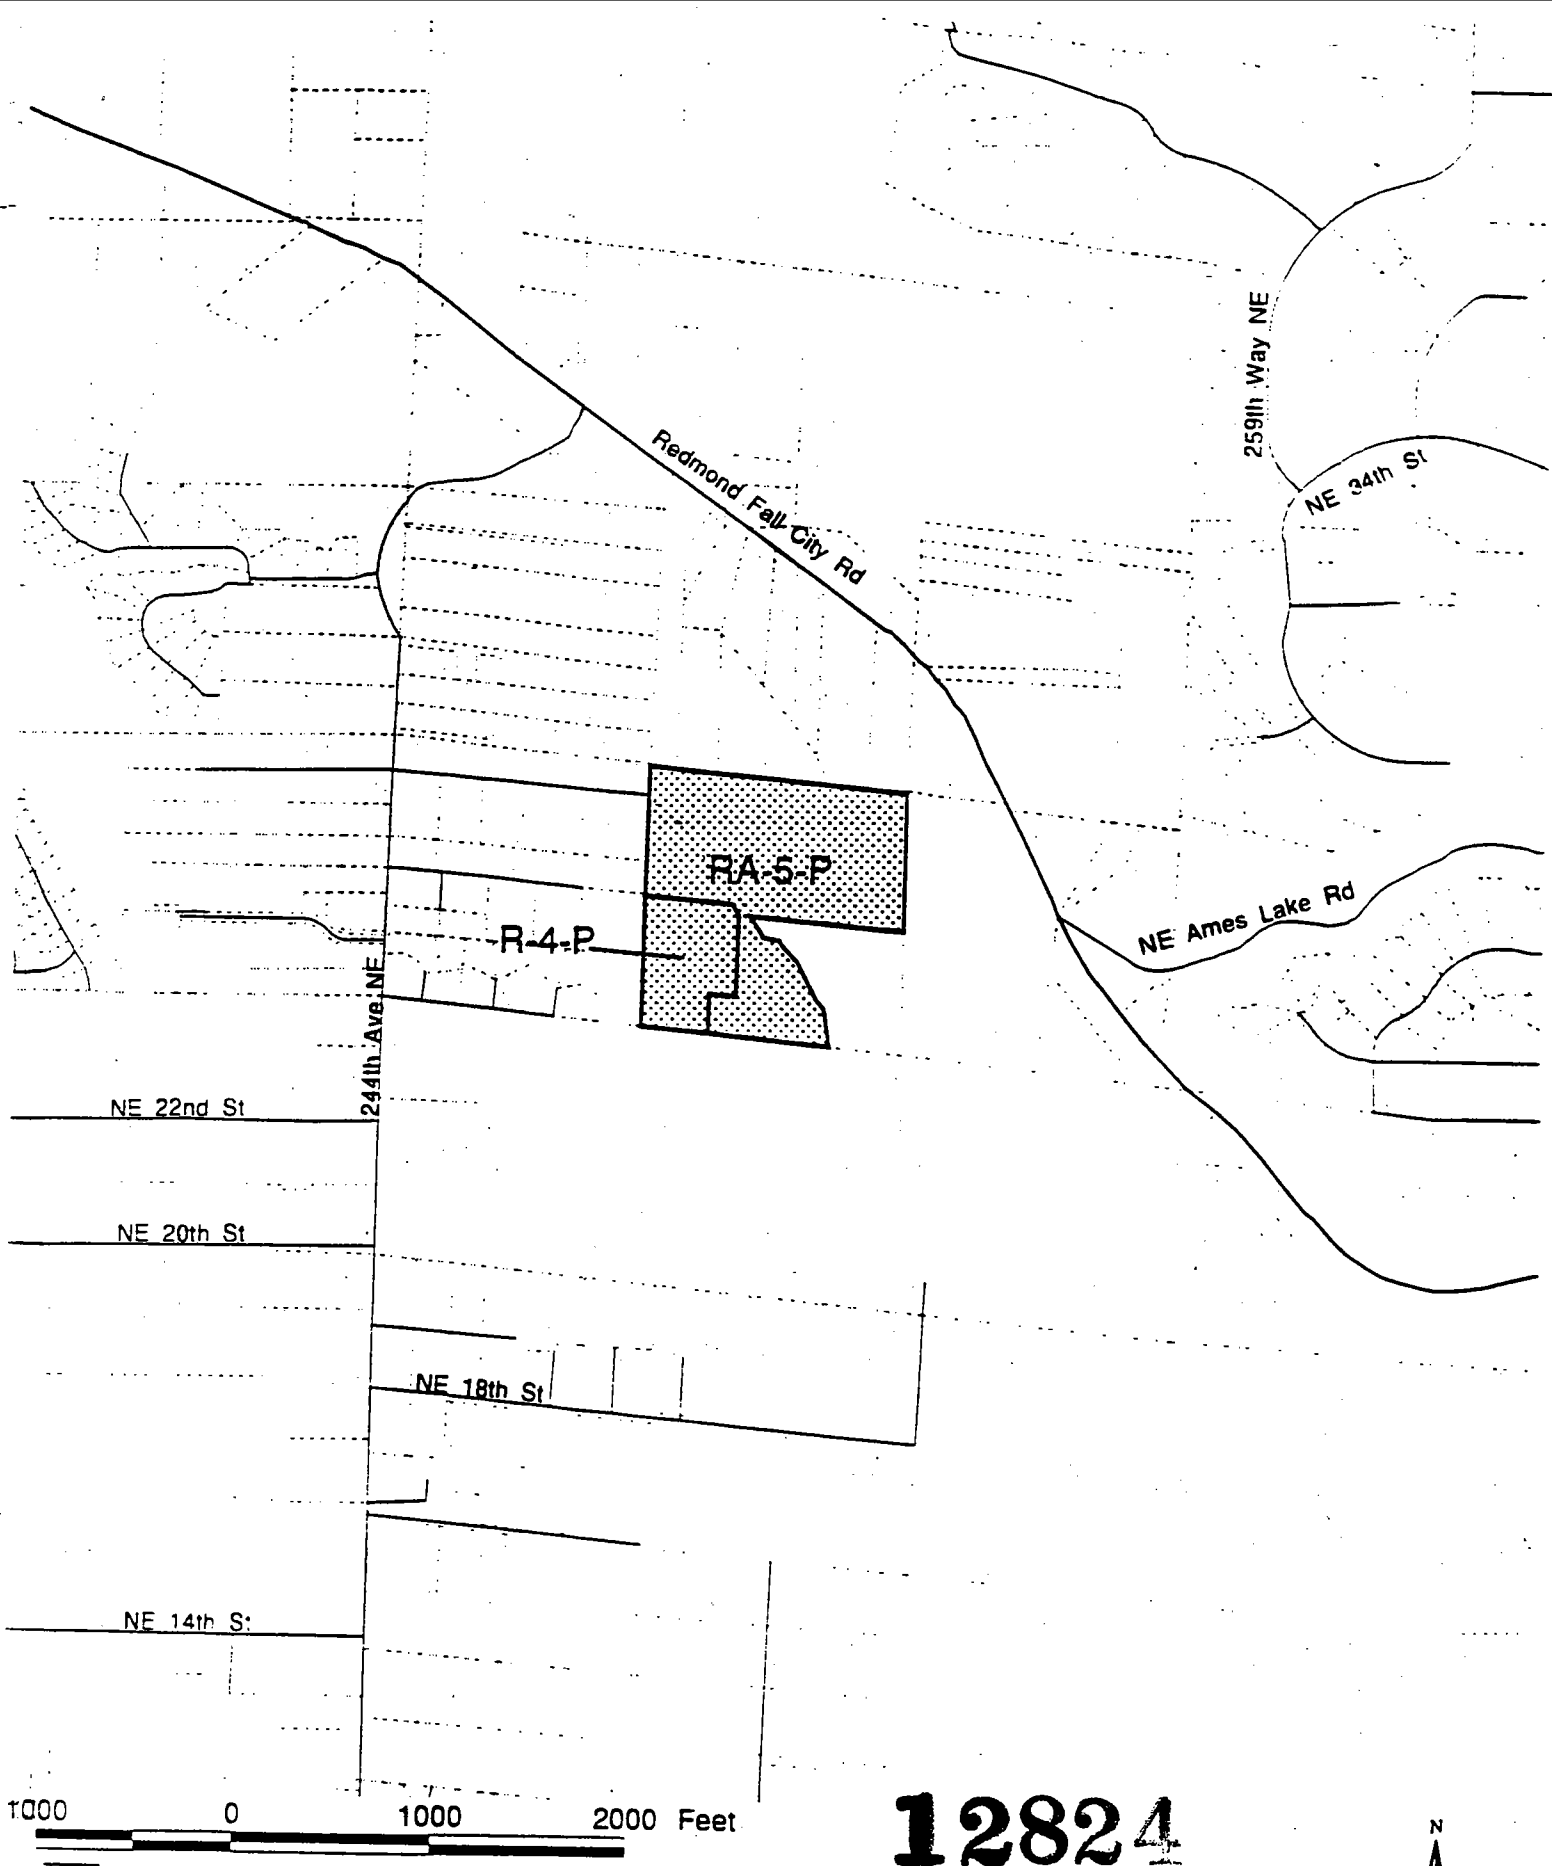 259th Way NE
Redmond Fall City Rd
NE 34th St
RA-5-P
R-4-P
NE Ames Lake Rd
244th Ave NE
NE 22nd St
NE 20th St
NE 18th St
NE 14th St
1000 0 1000 2000 Feet
12824
N